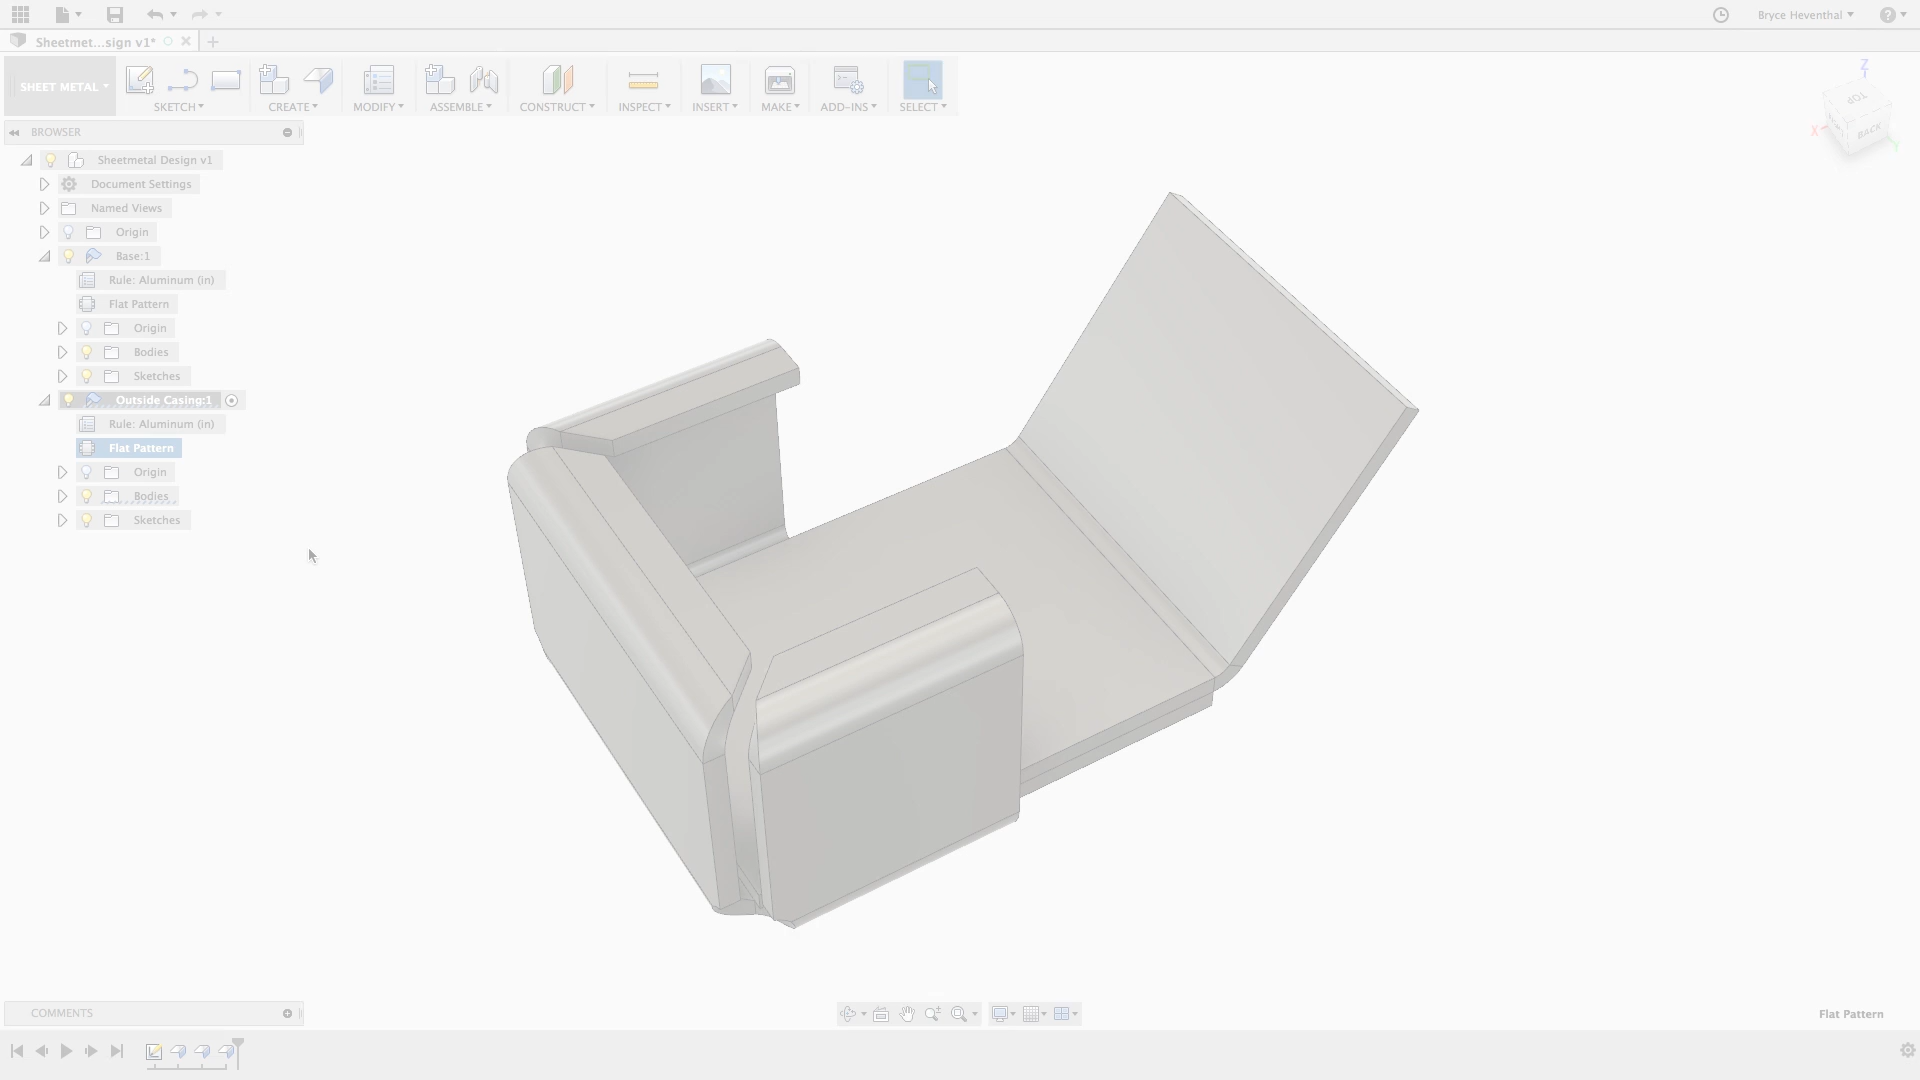 Bryce Heventhal
Sheetmet...sign v1*
SHEET METAL
SKETCH
CREATE
MODIFY
ASSEMBLE
CONSTRUCT
INSPECT
INSERT
MAKE
ADD-INS
SELECT
Z
TOP
BACK
X
Y
BROWSER
Sheetmetal Design v1
Document Settings
Named Views
Origin
Base:1
Rule: Aluminum (in)
Flat Pattern
Origin
Bodies
Sketches
Outside Casing:1
Rule: Aluminum (in)
Flat Pattern
Origin
Bodies
Sketches
COMMENTS
Flat Pattern